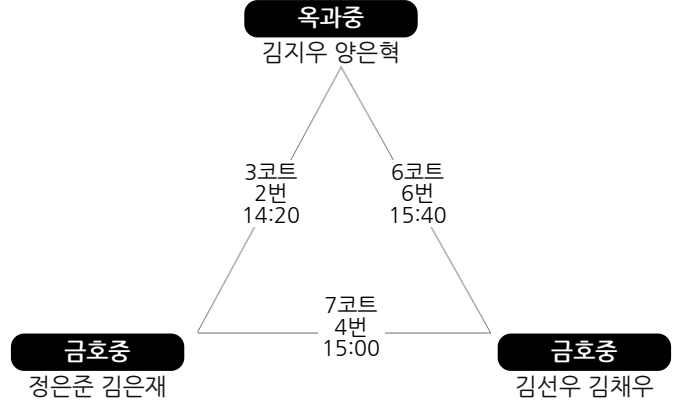 옥과중
김지우 양은혁
3코트
2번
14:20
6코트
6번
15:40
7코트
4번
15:00
금호중
정은준 김은재
금호중
김선우 김채우